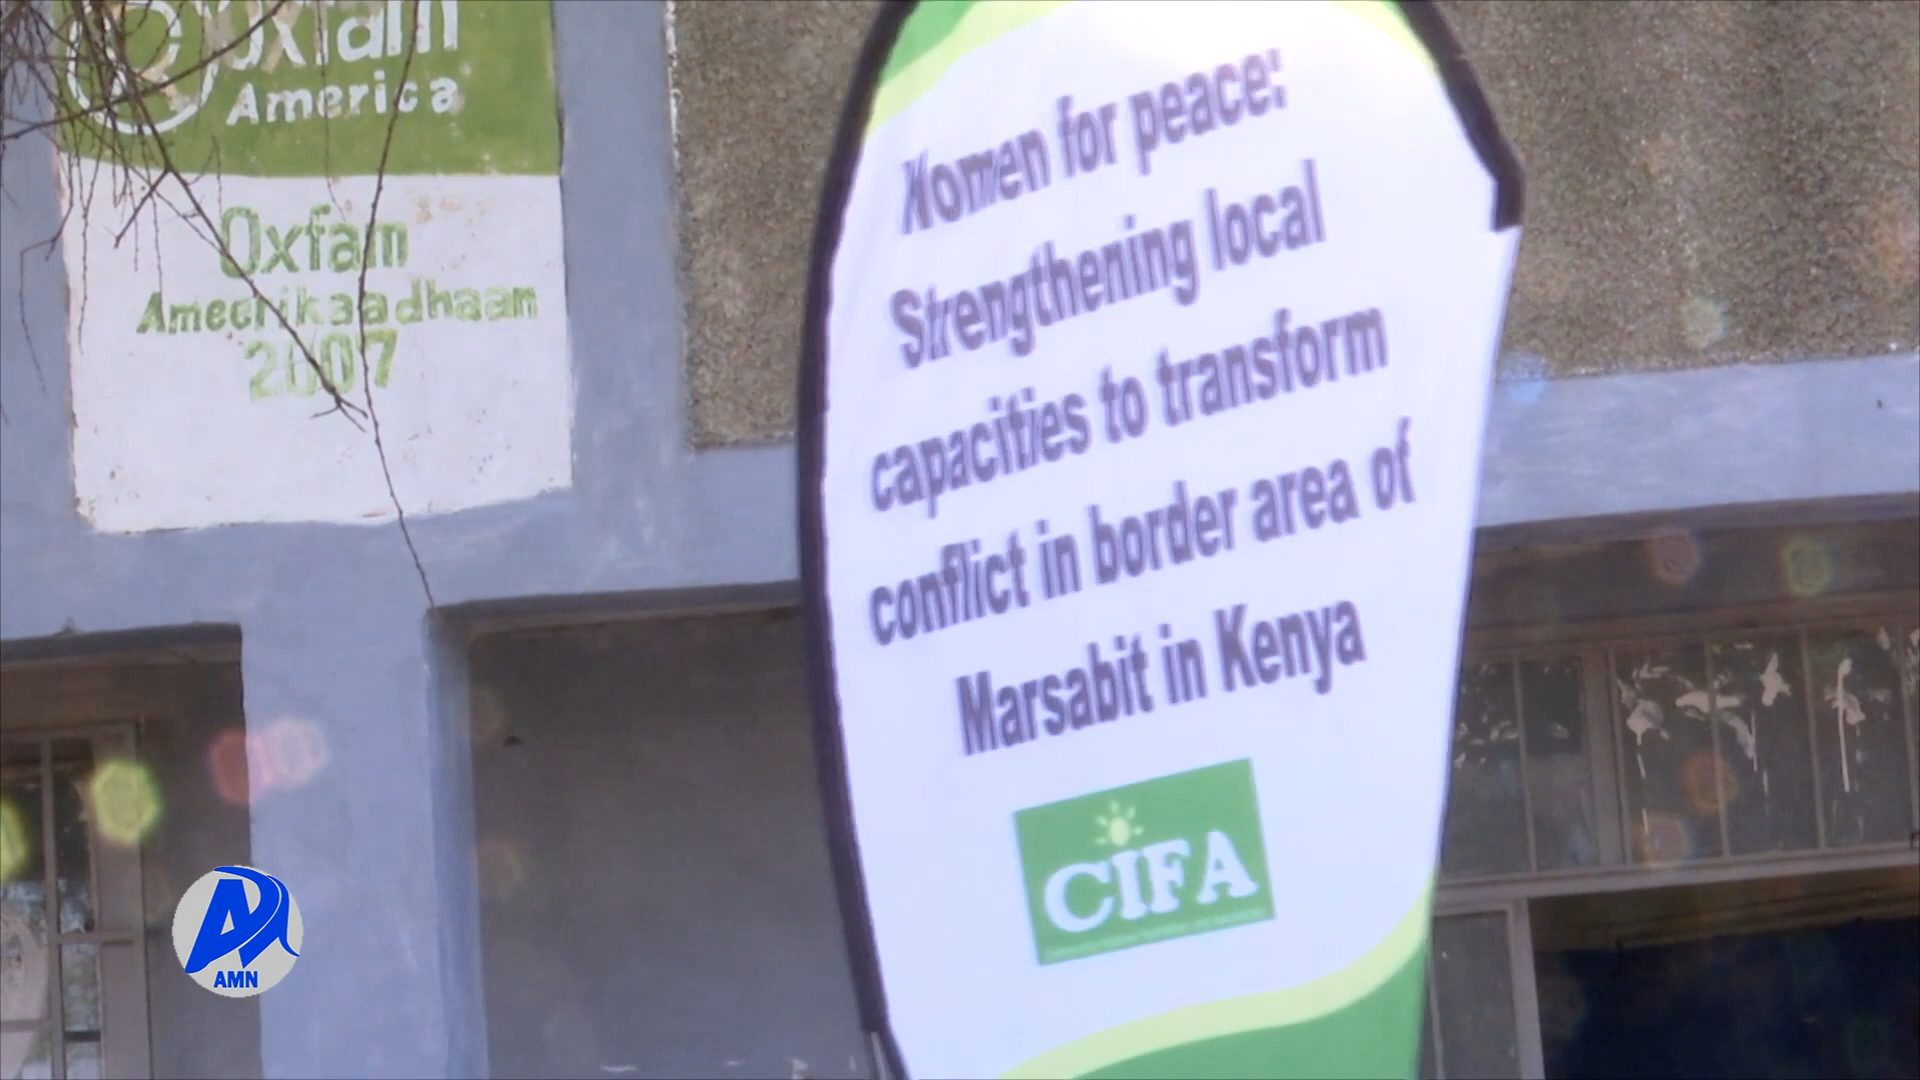 Oxfam
America
Oxfam
Ameerikaadhaan
2007
Women for peace:
Strengthening local
capacities to transform
conflict in border area of
Marsabit in Kenya
CIFA
AMN